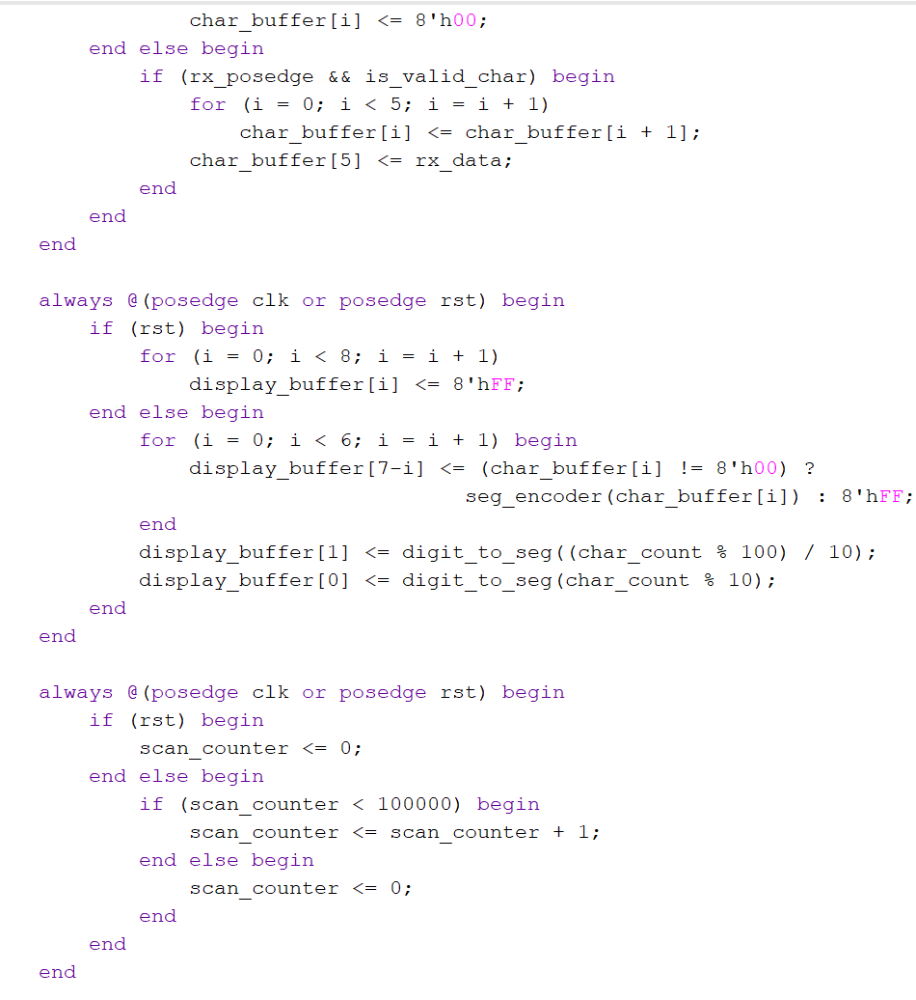 char_buffer[i] <= 8'h00;
    end else begin
        if (rx_posedge && is_valid_char) begin
            for (i = 0; i < 5; i = i + 1)
                char_buffer[i] <= char_buffer[i + 1];
            char_buffer[5] <= rx_data;
        end
    end
end

always @(posedge clk or posedge rst) begin
    if (rst) begin
        for (i = 0; i < 8; i = i + 1)
            display_buffer[i] <= 8'hFF;
    end else begin
        for (i = 0; i < 6; i = i + 1) begin
            display_buffer[7-i] <= (char_buffer[i] != 8'h00) ?
                                  seg_encoder(char_buffer[i]) : 8'hFF;
        end
        display_buffer[1] <= digit_to_seg((char_count % 100) / 10);
        display_buffer[0] <= digit_to_seg(char_count % 10);
    end
end

always @(posedge clk or posedge rst) begin
    if (rst) begin
        scan_counter <= 0;
    end else begin
        if (scan_counter < 100000) begin
            scan_counter <= scan_counter + 1;
        end else begin
            scan_counter <= 0;
        end
    end
end